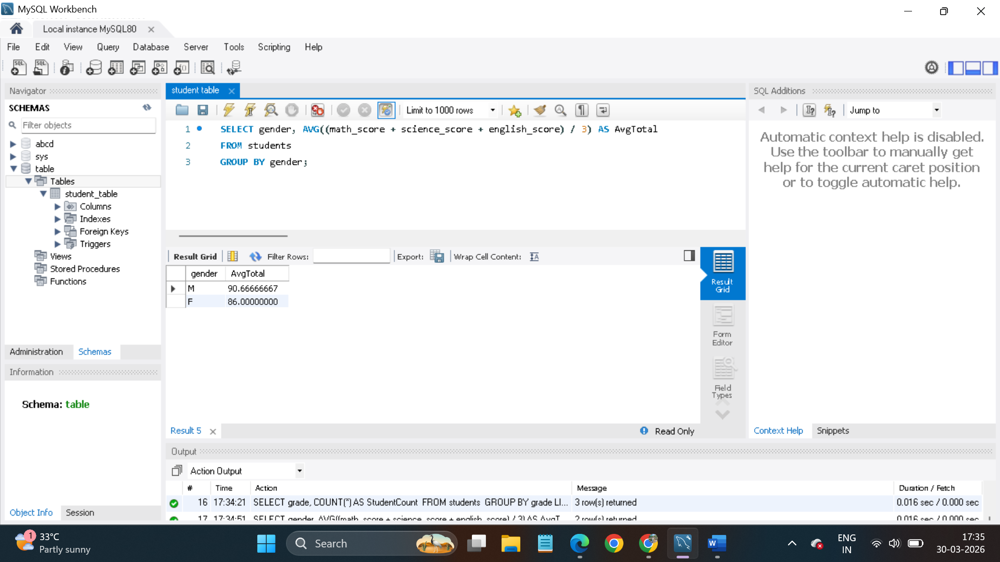 MySQL Workbench
Local instance MySQL80
File Edit View Query Database Server Tools Scripting Help
Navigator
SCHEMAS
Filter objects
abcd
sys
table
Tables
student_table
Columns
Indexes
Foreign Keys
Triggers
Views
Stored Procedures
Functions
Administration Schemas
Information
Schema: table
Object Info Session
student table
Limit to 1000 rows
1 SELECT gender, AVG((math_score + science_score + english_score) / 3) AS AvgTotal
2 FROM students
3 GROUP BY gender;
Result Grid Filter Rows: Export: Wrap Cell Content:
gender AvgTotal
M 90.66666667
F 86.00000000
Result Grid
Form Editor
Field Types
Result 5 Read Only
SQL Additions
Jump to
Automatic context help is disabled.
Use the toolbar to manually get
help for the current caret position
or to toggle automatic help.
Context Help Snippets
Output
Action Output
# Time Action Message Duration / Fetch
16 17:34:21 SELECT grade, COUNT(*) AS StudentCount FROM students GROUP BY grade LI... 3 row(s) returned 0.016 sec / 0.000 sec
17 17:34:51 SELECT gender, AVG((math_score + science_score + english_score) / 3) AS AvgT... 2 row(s) returned 0.016 sec / 0.000 sec
1
33°C
Partly sunny
Search
ENG
IN
17:35
30-03-2026